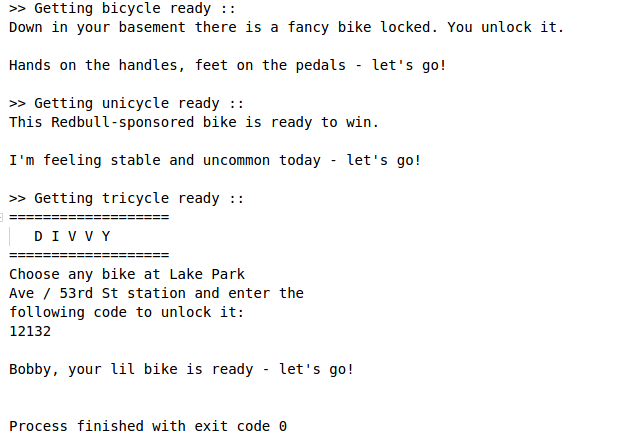 >> Getting bicycle ready ::
Down in your basement there is a fancy bike locked. You unlock it.
Hands on the handles, feet on the pedals - let's go!
>> Getting unicycle ready ::
This Redbull-sponsored bike is ready to win.
I'm feeling stable and uncommon today - let's go!
>> Getting tricycle ready ::
===================
D I V V Y
===================
Choose any bike at Lake Park
Ave / 53rd St station and enter the
following code to unlock it:
12132
Bobby, your lil bike is ready - let's go!
Process finished with exit code 0